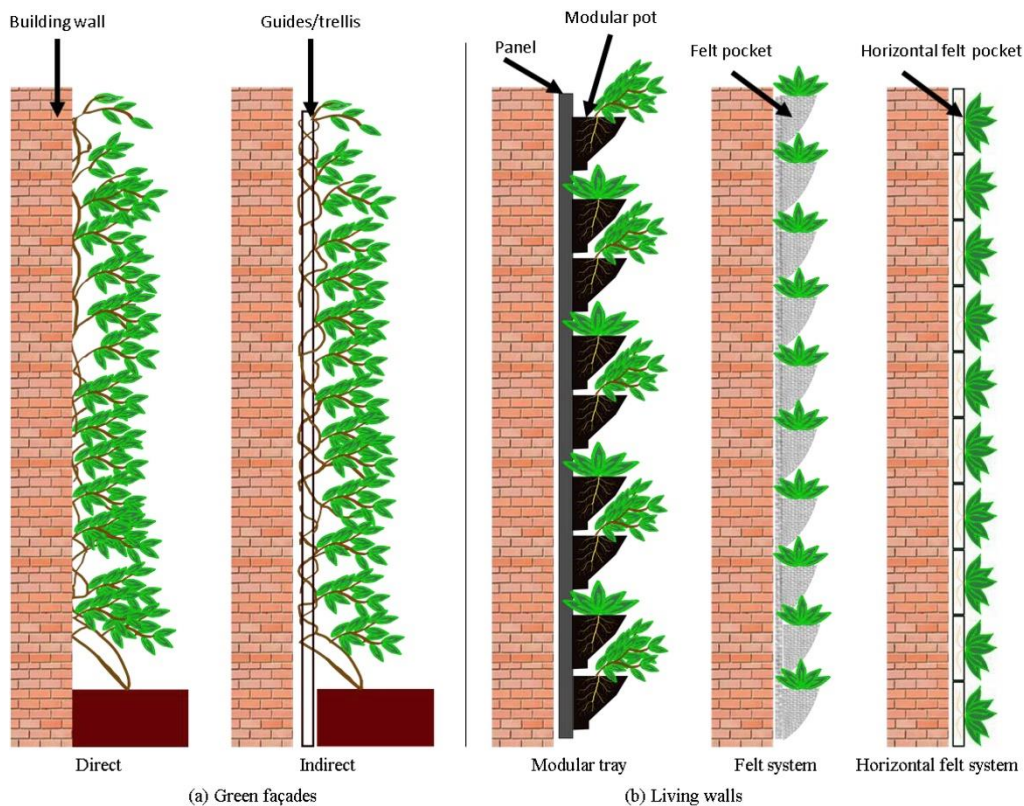 Building wall
Guides/trellis
Modular pot
Panel
Felt pocket
Horizontal felt pocket
Direct
Indirect
Modular tray
Felt system
Horizontal felt system
(a) Green façades
(b) Living walls